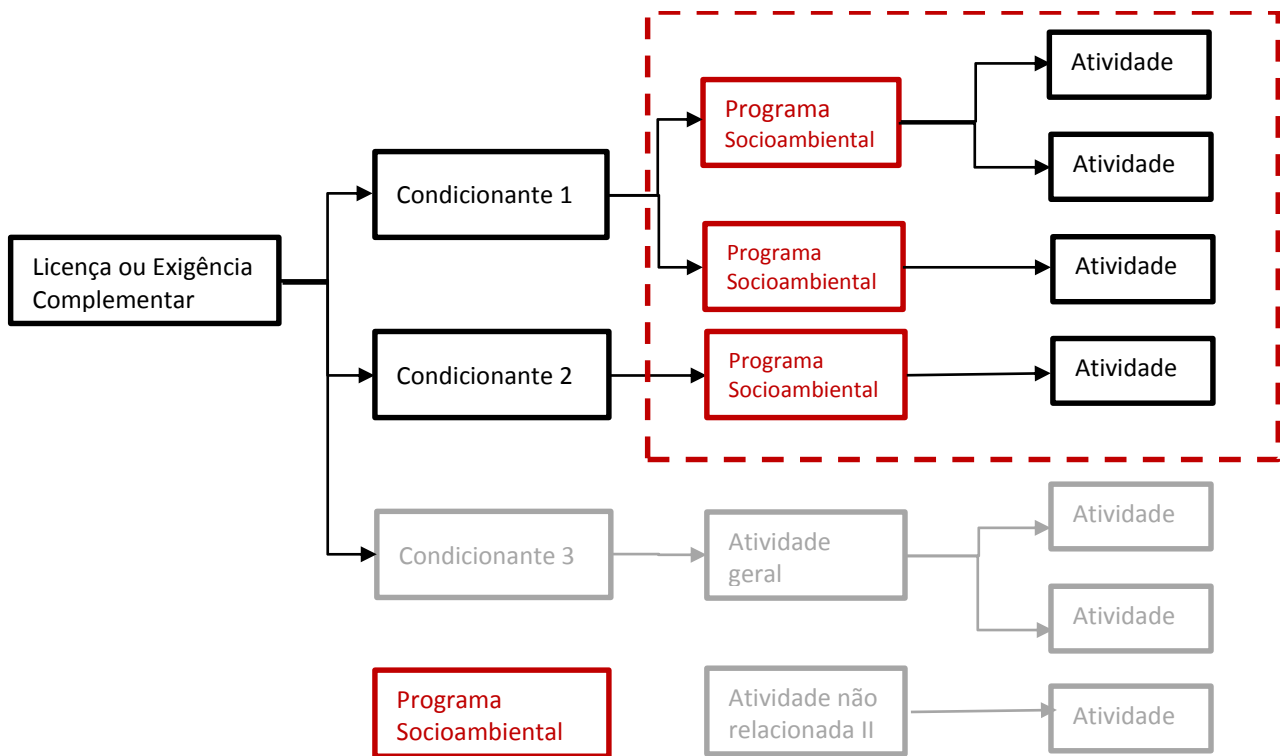 Licença ou Exigência
Complementar
Condicionante 1
Programa
Socioambiental
Atividade
Atividade
Programa
Socioambiental
Atividade
Condicionante 2
Programa
Socioambiental
Atividade
Condicionante 3
Atividade
geral
Atividade
Atividade
Programa
Socioambiental
Atividade não
relacionada II
Atividade